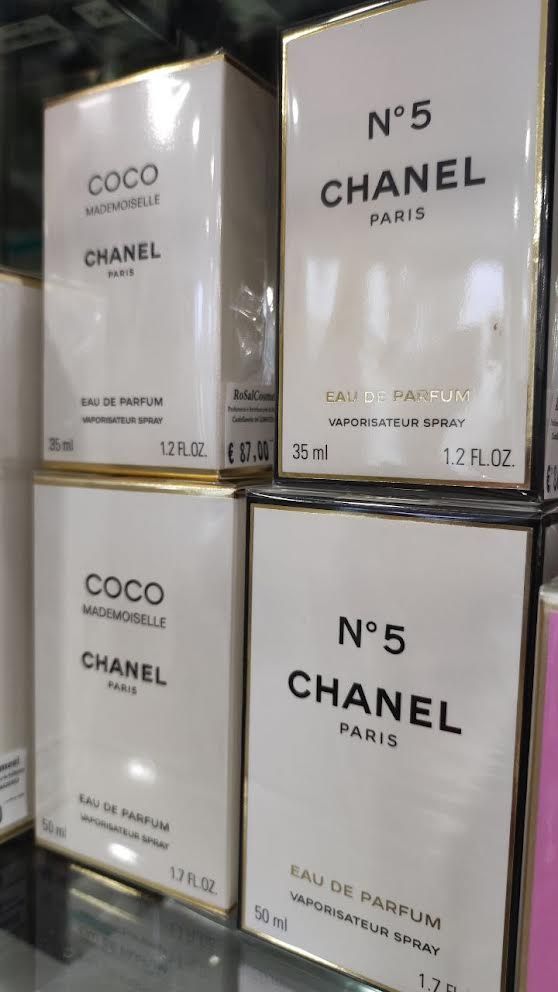 COCO
MADEMOISELLE
CHANEL
PARIS
EAU DE PARFUM
VAPORISATEUR SPRAY
35 ml
1.2 FL.OZ.
€ 87,00
N°5
CHANEL
PARIS
EAU DE PARFUM
VAPORISATEUR SPRAY
35 ml
1.2 FL.OZ.
COCO
MADEMOISELLE
CHANEL
PARIS
EAU DE PARFUM
VAPORISATEUR SPRAY
50 ml
1.7 FL.OZ.
N°5
CHANEL
PARIS
EAU DE PARFUM
VAPORISATEUR SPRAY
50 ml
1.7 FL